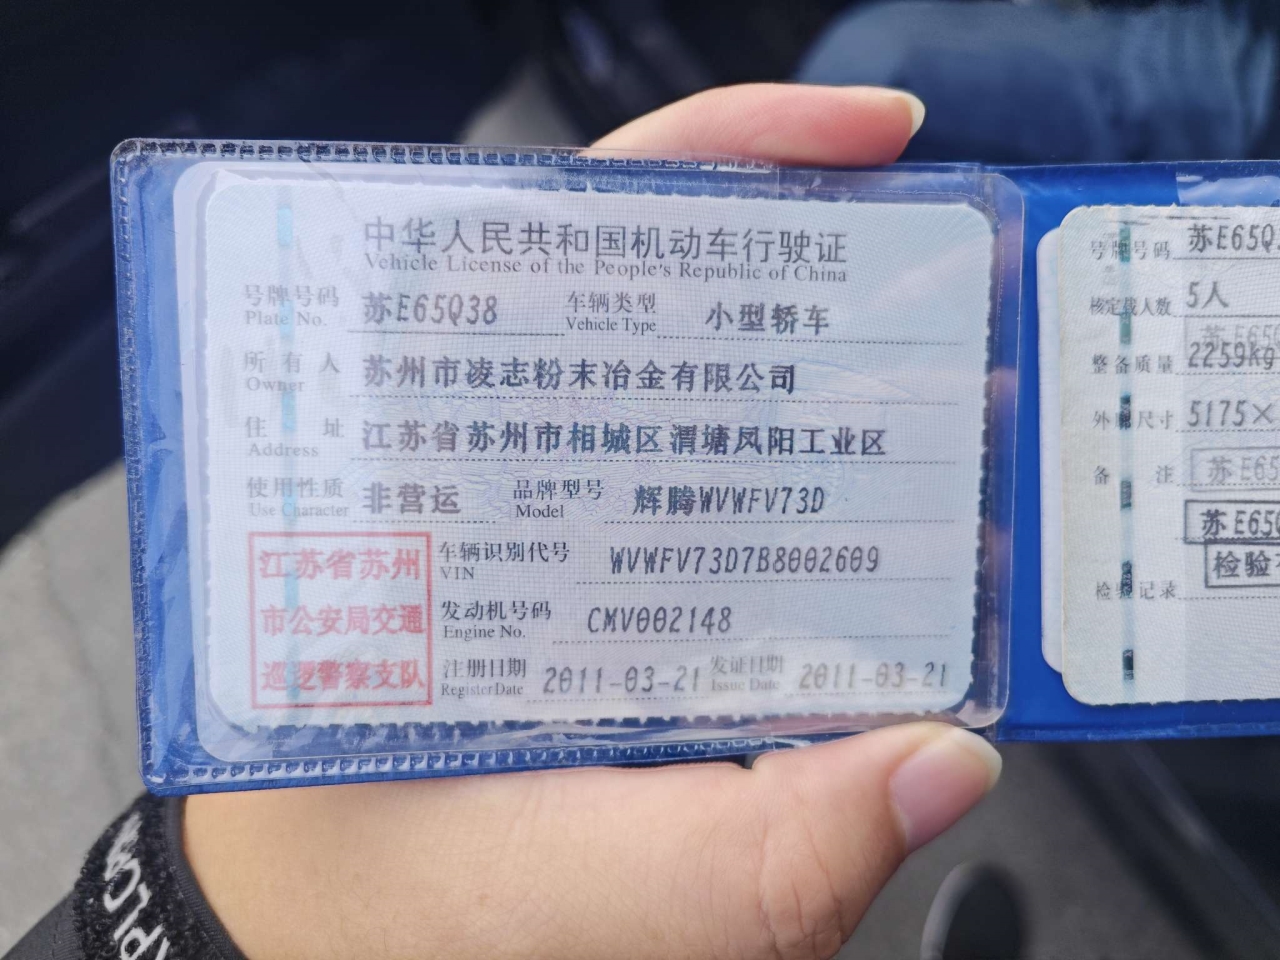 中华人民共和国机动车行驶证
Vehicle License of the People's Republic of China
号牌号码 苏E65Q38 车辆类型 小型轿车
Plate No. Vehicle Type
所有人 苏州市凌志粉末冶金有限公司
Owner
住址 江苏省苏州市相城区渭塘凤阳工业区
Address
使用性质 非营运 品牌型号 辉腾WVWFV73D
Use Character Model
江苏省苏州
市公安局交通
巡逻警察支队
车辆识别代号 WVWFV73D7B8002609
VIN
发动机号码 CMV002148
Engine No.
注册日期 2011-03-21 发证日期 2011-03-21
Register Date Issue Date
号牌号码 苏E65Q
核定载人数 5人
苏E65
整备质量 2259kg
外廓尺寸 5175×
备注 苏E65
苏E65
检验
检验记录